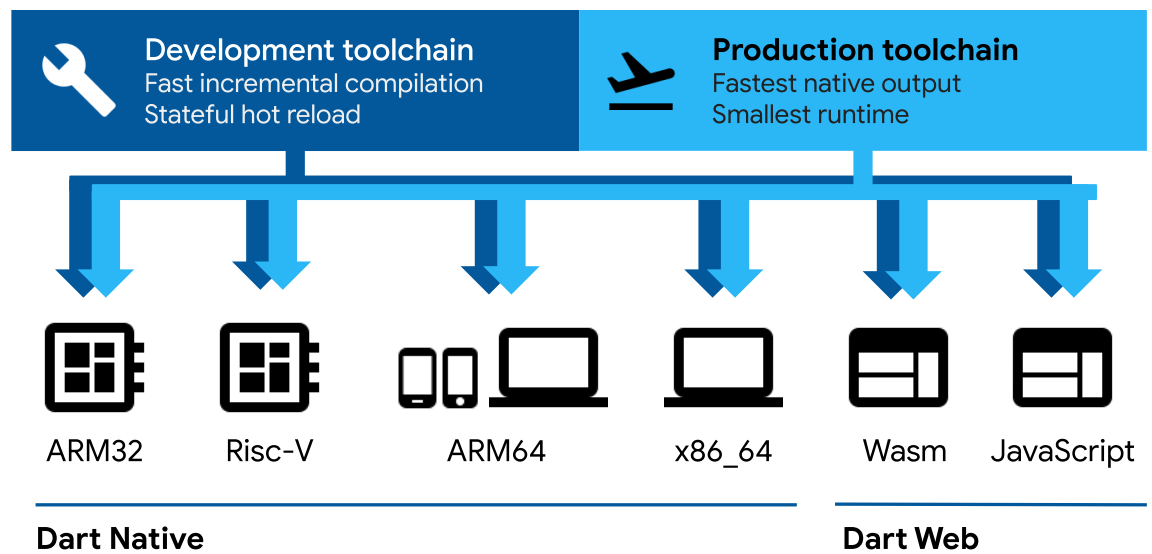 Development toolchain
Fast incremental compilation
Stateful hot reload
Production toolchain
Fastest native output
Smallest runtime
ARM32
Risc-V
ARM64
x86_64
Wasm
JavaScript
Dart Native
Dart Web